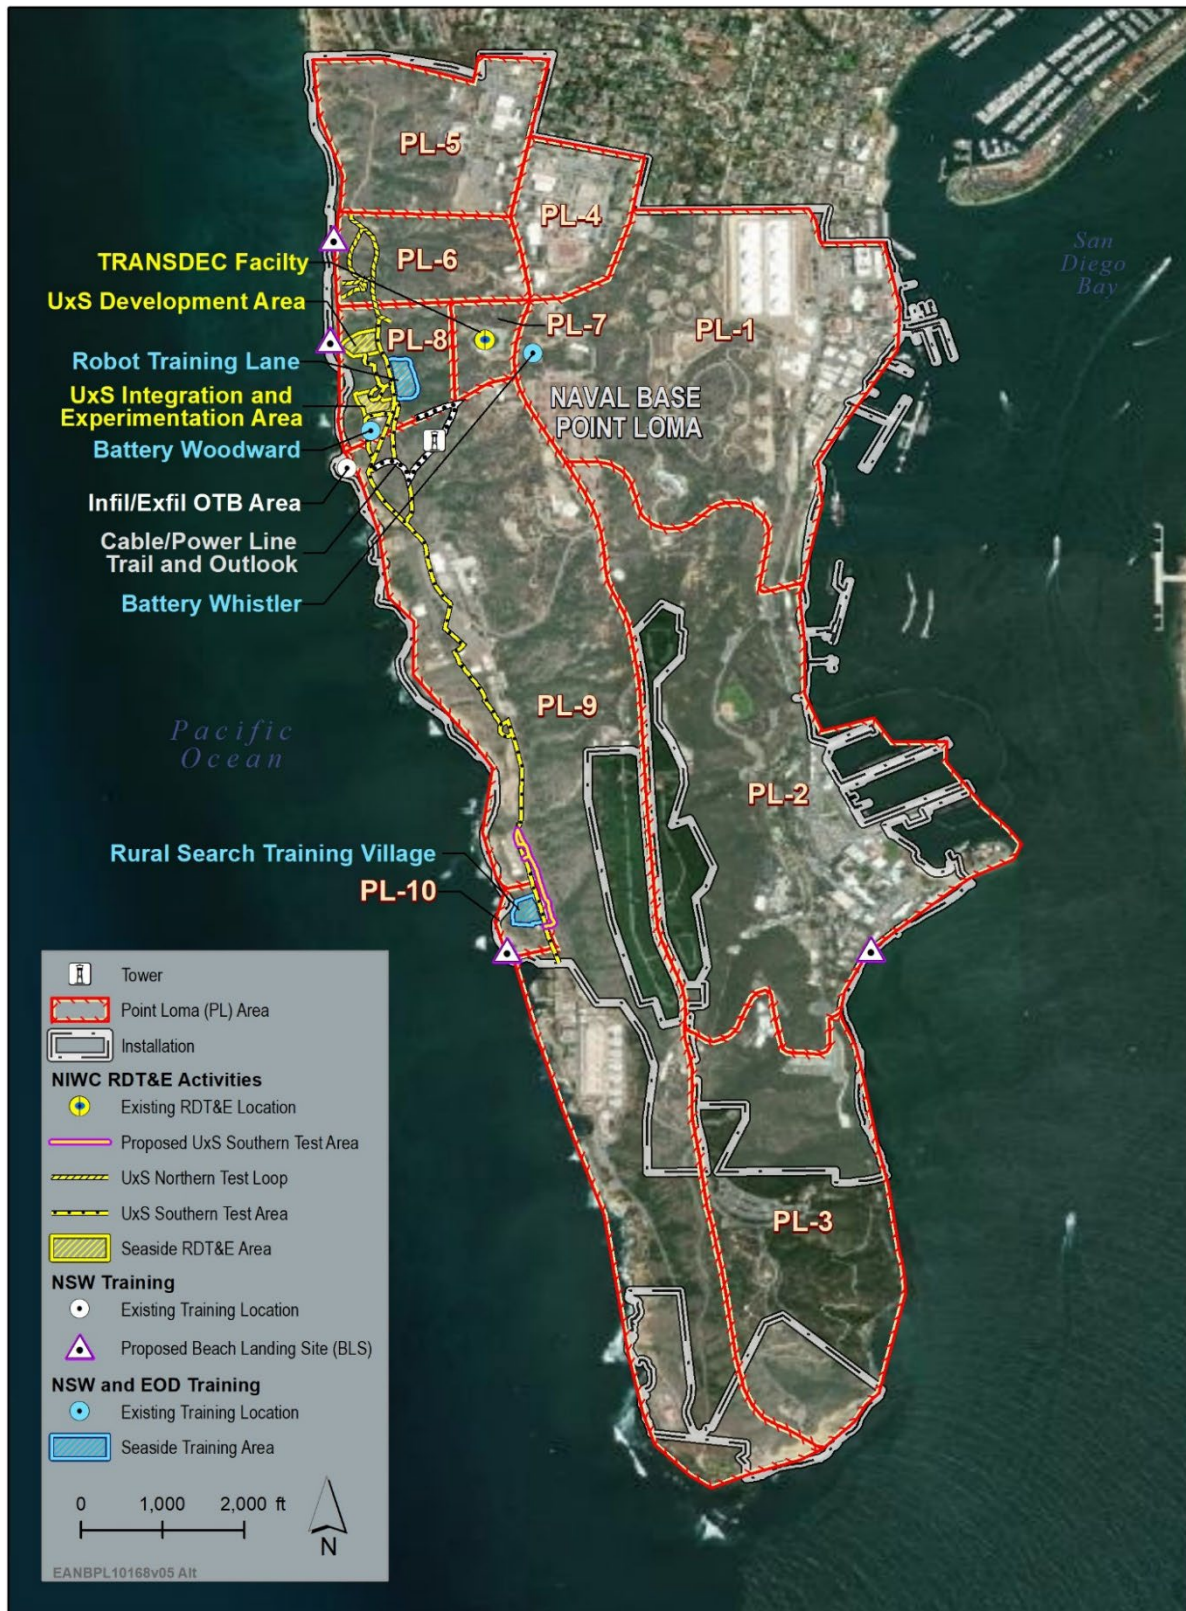 PL-5
PL-4
San
Diego
Bay
PL-6
TRANSDEC Facilty
UxS Development Area
PL-7
PL-1
PL-8
Robot Training Lane
UxS Integration and
Experimentation Area
NAVAL BASE
POINT LOMA
Battery Woodward
Infil/Exfil OTB Area
Cable/Power Line
Trail and Outlook
Battery Whistler
PL-9
Pacific
Ocean
PL-2
Rural Search Training Village
PL-10
PL-3
Tower
Point Loma (PL) Area
Installation
NIWC RDT&E Activities
Existing RDT&E Location
Proposed UxS Southern Test Area
UxS Northern Test Loop
UxS Southern Test Area
Seaside RDT&E Area
NSW Training
Existing Training Location
Proposed Beach Landing Site (BLS)
NSW and EOD Training
Existing Training Location
Seaside Training Area
0 1,000 2,000 ft
N
EANBPL10168v05 Alt